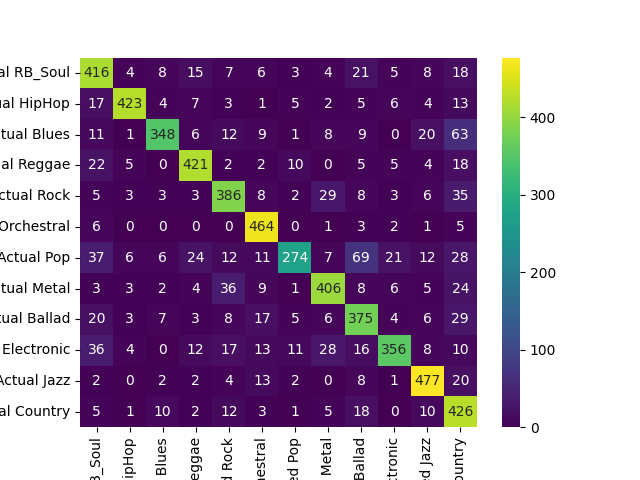 al RB_Soul 416 4 8 15 7 6 3 4 21 5 8 18
ual HipHop 17 423 4 7 3 1 5 2 5 6 4 13
tual Blues 11 1 348 6 12 9 1 8 9 0 20 63
al Reggae 22 5 0 421 2 2 10 0 5 5 4 18
ctual Rock 5 3 3 3 386 8 2 29 8 3 6 35
Orchestral 6 0 0 0 0 464 0 1 3 2 1 5
Actual Pop 37 6 6 24 12 11 274 7 69 21 12 28
tual Metal 3 3 2 4 36 9 1 406 8 6 5 24
tual Ballad 20 3 7 3 8 17 5 6 375 4 6 29
Electronic 36 4 0 12 17 13 11 28 16 356 8 10
Actual Jazz 2 0 2 2 4 13 2 0 8 1 477 20
al Country 5 1 10 2 12 3 1 5 18 0 10 426
B_Soul
ipHop
Blues
eggae
d Rock
hestral
ed Pop
Metal
Ballad
ctronic
ed Jazz
ountry
400
300
200
100
0